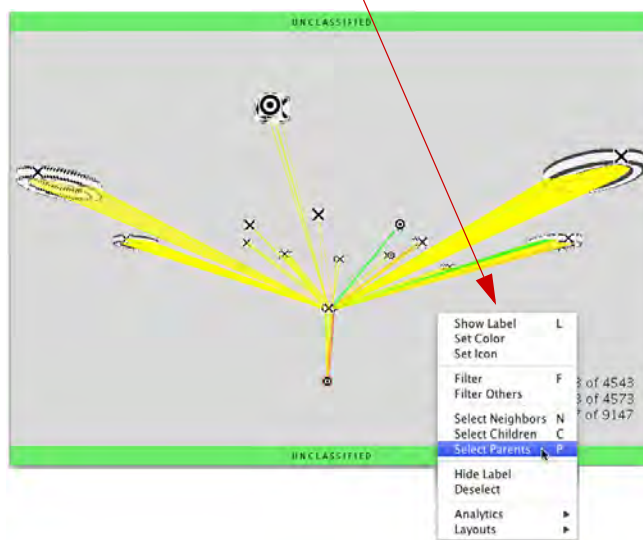 UNCLASSIFIED
Show Label L
Set Color
Set Icon
Filter F
Filter Others
of 4543
of 4573
Select Neighbors N
of 9147
Select Children C
Select Parents P
UNCLASSIFIED
Hide Label
Deselect
Analytics
Layouts